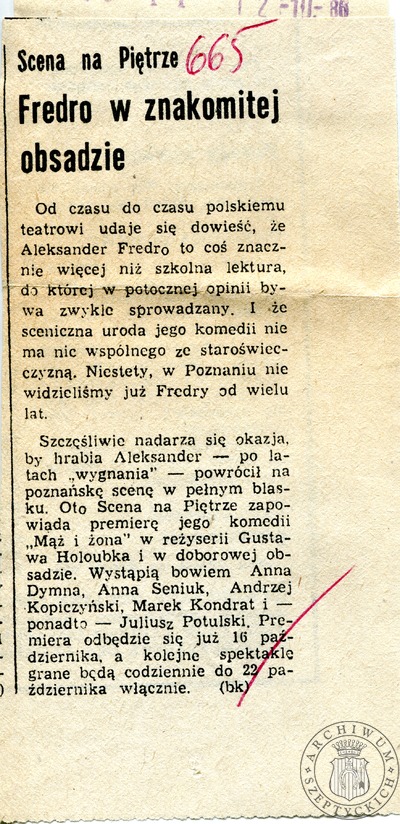 12-10-86
Scena na Piętrze 665
Fredro w znakomitej
obsadzie
Od czasu do czasu polskiemu
teatrowi udaje się dowieść, że
Aleksander Fredro to coś znacz-
nie więcej niż szkolna lektura,
do której w potocznej opinii by-
wa zwykle sprowadzany. I że
sceniczna uroda jego komedii nie
ma nic wspólnego ze staroświec-
czyzną. Niestety, w Poznaniu nie
widzieliśmy już Fredry od wielu
lat.
Szczęśliwie nadarza się okazja,
by hrabia Aleksander — po la-
tach „wygnania" — powrócił na
poznańskę scenę w pełnym blas-
ku. Oto Scena na Piętrze zapo-
wiada premierę jego komedii
„Mąż i żona" w reżyserii Gusta-
wa Holoubka i w doborowej ob-
sadzie. Wystąpią bowiem Anna
Dymna, Anna Seniuk, Andrzej
Kopiczyński, Marek Kondrat i —
ponadto — Juliusz Potulski. Pre-
miera odbędzie się już 16 paź-
dziernika, a kolejne spektakle
grane będą codziennie do 22 pa-
ździernika włącznie. (bk)
ARCHIWUM
SZEPTYCKICH